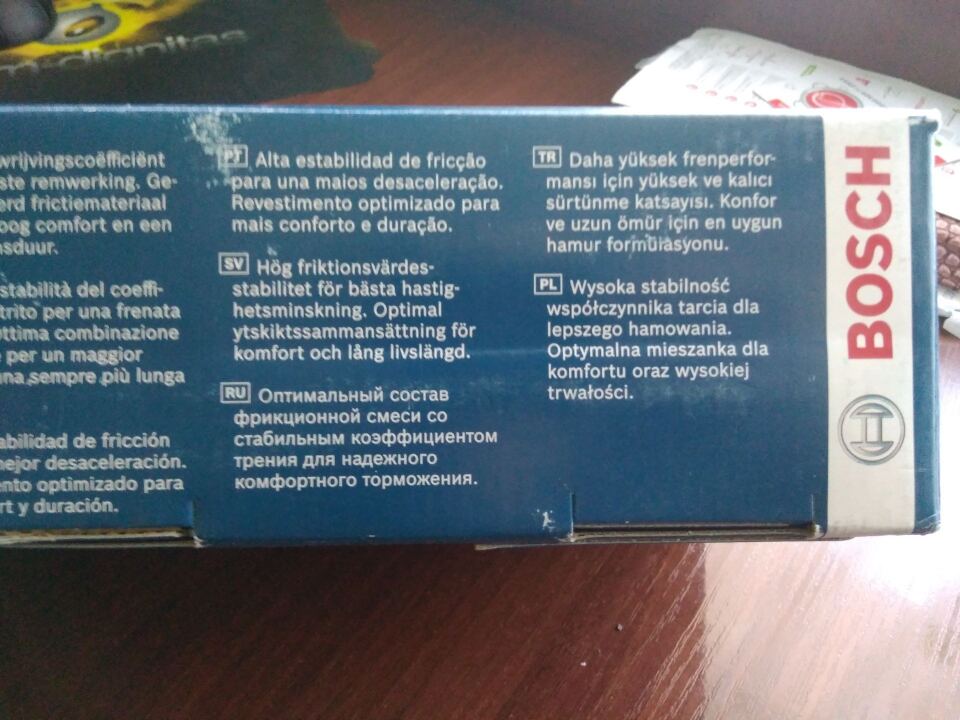 m-dignitas
wrijvingscoëfficiënt
ste remwerking. Ge-
erd frictiemateriaal
oog comfort en een
nsduur.
stabilità del coeffi-
trito per una frenata
ottima combinazione
e per un maggior
una sempre più lunga
abilidad de fricción
mejor desaceleración.
ento optimizado para
rt y duración.
PT Alta estabilidad de fricção
para una maios desaceleração.
Revestimento optimizado para
mais conforto e duração.
SV Hög friktionsvärdes-
stabilitet för bästa hastig-
hetsminskning. Optimal
ytskiktssammansättning för
komfort och lång livslängd.
RU Оптимальный состав
фрикционной смеси со
стабильным коэффициентом
трения для надежного
комфортного торможения.
TR Daha yüksek frenperfor-
mansı için yüksek ve kalıcı
sürtünme katsayısı. Konfor
ve uzun ömür için en uygun
hamur formülasyonu.
PL Wysoka stabilność
współczynnika tarcia dla
lepszego hamowania.
Optymalna mieszanka dla
komfortu oraz wysokiej
trwałości.
BOSCH